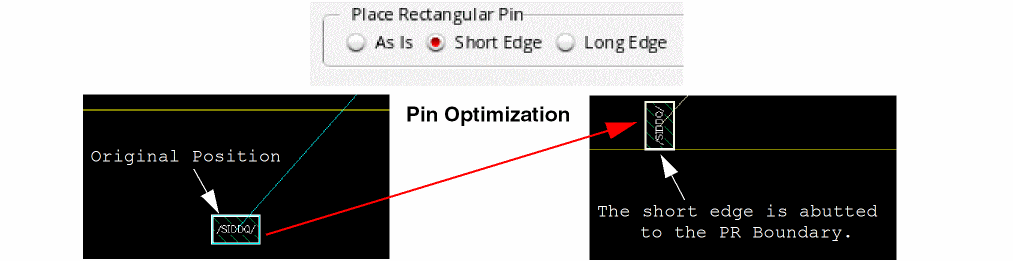 Place Rectangular Pin
As Is Short Edge Long Edge
Pin Optimization
Original Position
/SIDDQ/
/SIDDQ/
The short edge is abutted
to the PR Boundary.